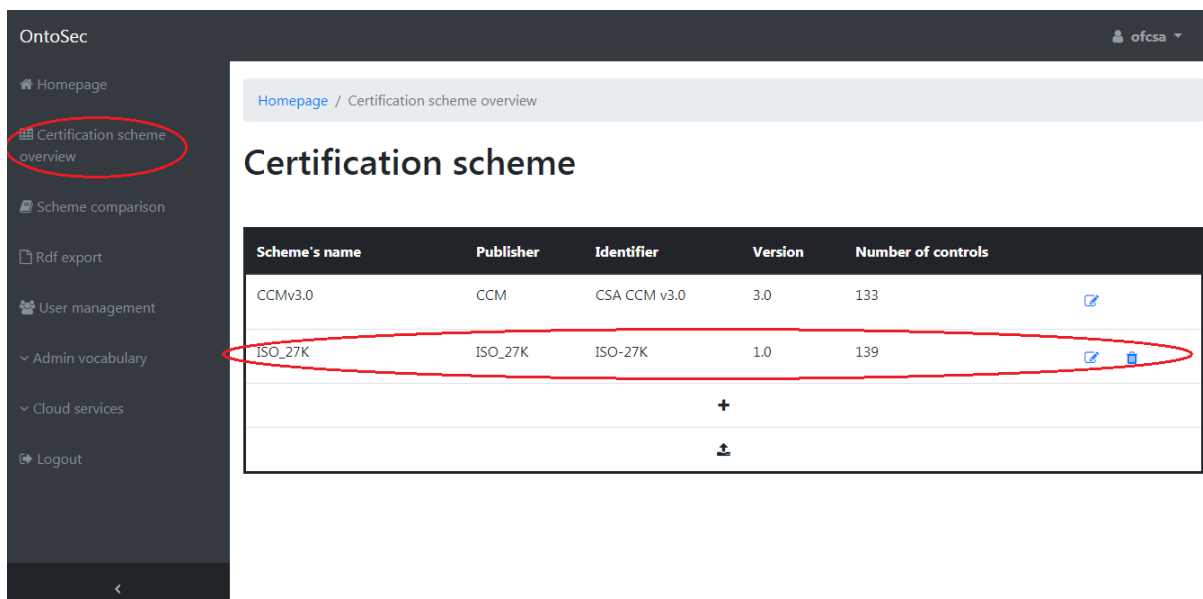 OntoSec
ofcsa
Homepage
Certification scheme
overview
Scheme comparison
Rdf export
User management
Admin vocabulary
Cloud services
Logout
Homepage / Certification scheme overview
Certification scheme
Scheme's name Publisher Identifier Version Number of controls
CCMv3.0 CCM CSA CCM v3.0 3.0 133
ISO_27K ISO_27K ISO-27K 1.0 139